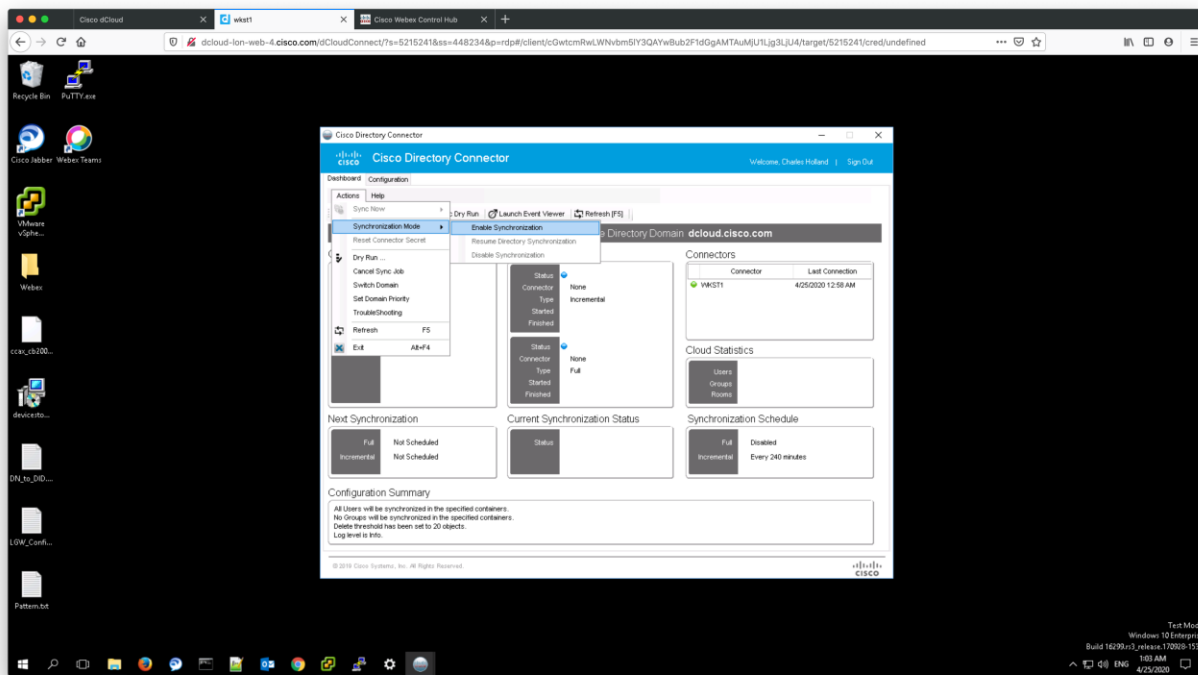 Cisco dCloud
wkst1
Cisco Webex Control Hub
dcloud-lon-web-4.cisco.com/dCloudConnect/?s=5215241&ss=448234&p=rdp#/client/
/target/5215241/cred/undefined
Recycle Bin
PuTTY.exe
Cisco Jabber
Webex Teams
VMware
vSphe...
Webex
ccax_cb200...
devicesto...
DN_to_DID....
LGW_Confi...
Pattern.txt
Cisco Directory Connector
CISCO
Cisco Directory Connector
Welcome, Charles Holland | Sign Out
Dashboard
Configuration
Actions
Help
Dry Run
Launch Event Viewer
Refresh [F5]
Sync Now
Synchronization Mode
Reset Connector Secret
Dry Run ...
Cancel Sync Job
Switch Domain
Set Domain Priority
TroubleShooting
Refresh F5
Exit Alt+F4
Enable Synchronization
Resume Directory Synchronization
Disable Synchronization
e Directory Domain dcloud.cisco.com
Status
Connector None
Type Incremental
Started
Finished
Status
Connector None
Type Full
Started
Finished
Connectors
Connector Last Connection
WKST1 4/25/2020 12:58 AM
Cloud Statistics
Users
Groups
Rooms
Next Synchronization
Full Not Scheduled
Incremental Not Scheduled
Current Synchronization Status
Status
Synchronization Schedule
Full Disabled
Incremental Every 240 minutes
Configuration Summary
All Users will be synchronized in the specified containers.
No Groups will be synchronized in the specified containers.
Delete threshold has been set to 20 objects.
Log level is Info.
Cisco Systems, Inc. All Rights Reserved.
CISCO
Test Mod
Windows 10 Enterpris
Build 16299.rs3_release.170928-153
ENG
1:03 AM
4/25/2020